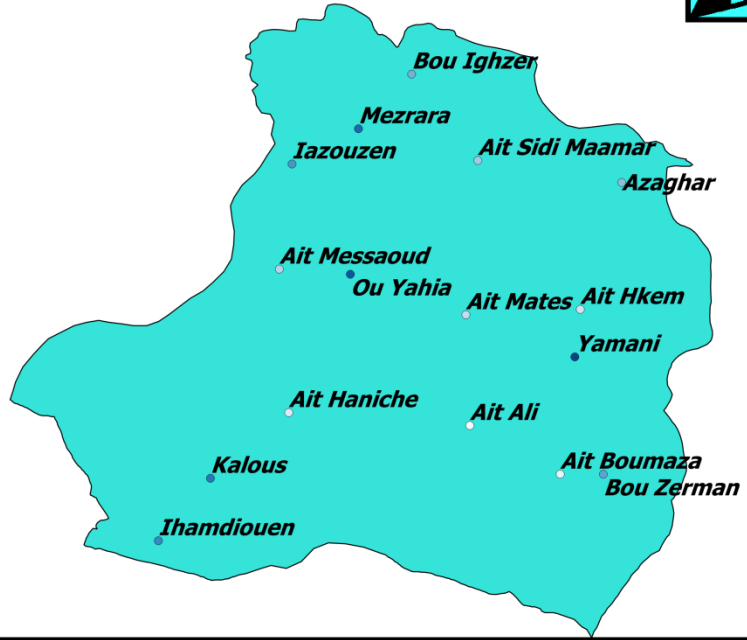 Bou Ighzer
Mezrara
Iazouzen
Ait Sidi Maamar
Azaghar
Ait Messaoud
Ou Yahia
Ait Mates
Ait Hkem
Yamani
Ait Haniche
Ait Ali
Kalous
Ait Boumaza
Bou Zerman
Ihamdiouen